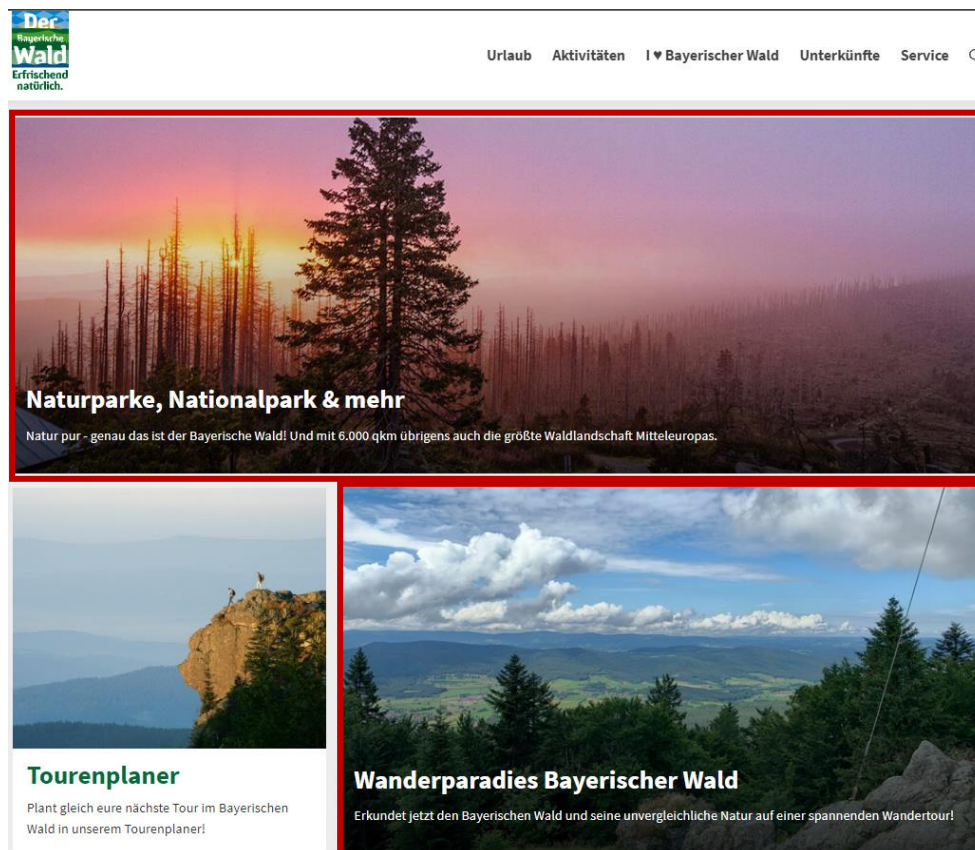 Der
Bayerische
Wald
Erfrischend
natürlich.
Urlaub Aktivitäten I ♥ Bayerischer Wald Unterkünfte Service
Naturparke, Nationalpark & mehr
Natur pur - genau das ist der Bayerische Wald! Und mit 6.000 qkm übrigens auch die größte Waldlandschaft Mitteleuropas.
Tourenplaner
Plant gleich eure nächste Tour im Bayerischen
Wald in unserem Tourenplaner!
Wanderparadies Bayerischer Wald
Erkundet jetzt den Bayerischen Wald und seine unvergleichliche Natur auf einer spannenden Wandertour!